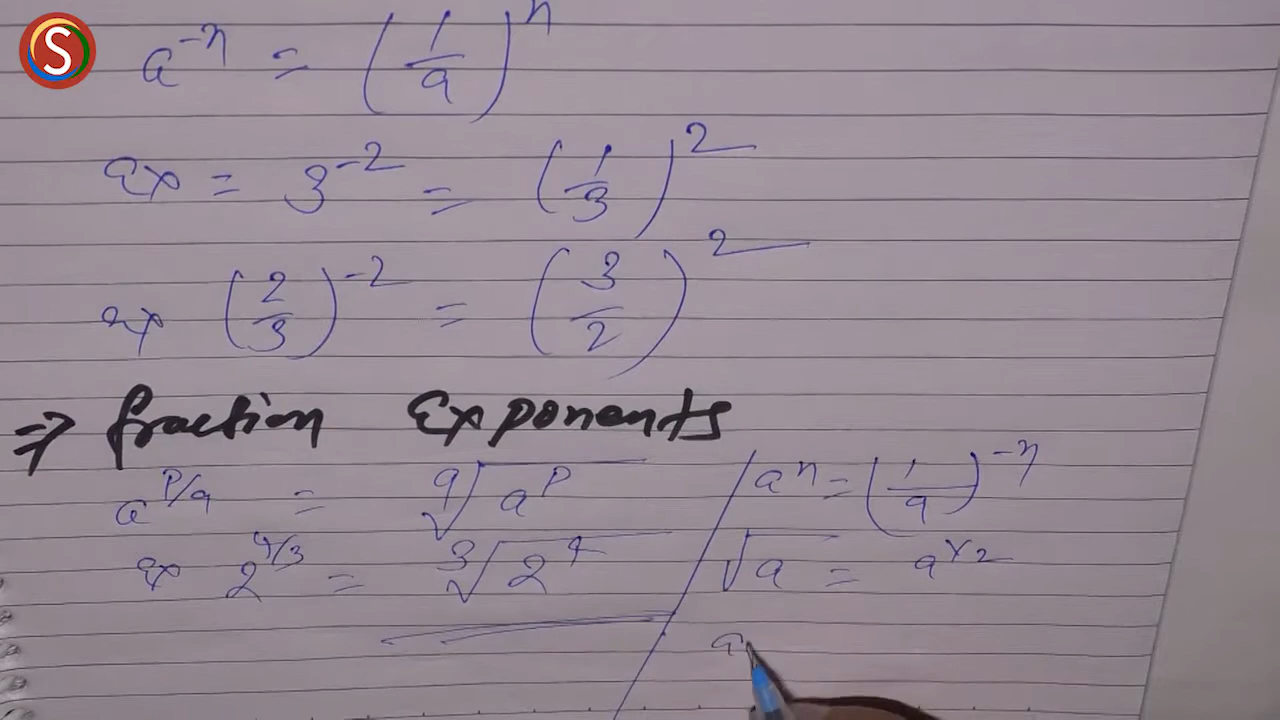 S
a^-n = (1/a)^n
Ex = 3^-2 = (1/3)^2
ex (2/3)^-2 = (3/2)^2
⇒ fraction Exponents
a^p/q = q√a^p
ex 2^4/3 = 3√2^4
a^n = (1/a)^-n
√a = a^1/2
a